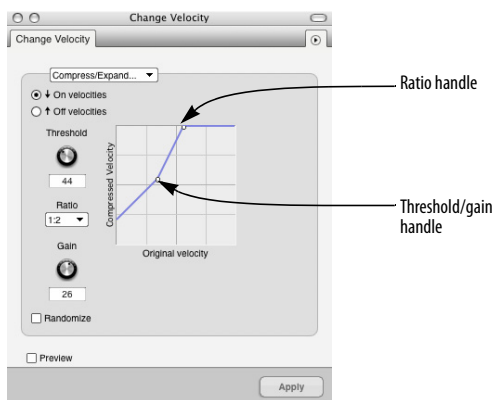 Change Velocity
Change Velocity
Compress/Expand...
On velocities
Off velocities
Threshold
44
Ratio
1:2
Gain
26
Compressed Velocity
Original velocity
Randomize
Preview
Apply
Ratio handle
Threshold/gain
handle